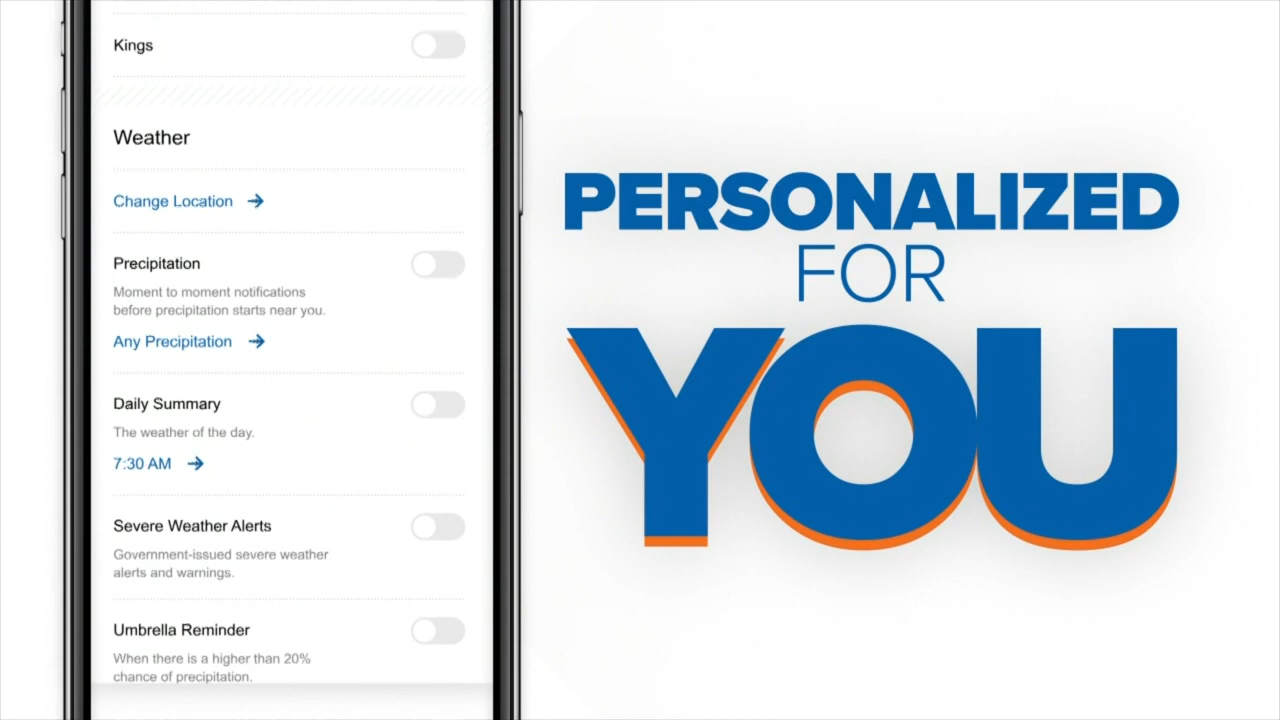 Kings
Weather
Change Location
Precipitation
Moment to moment notifications
before precipitation starts near you.
Any Precipitation
Daily Summary
The weather of the day.
7:30 AM
Severe Weather Alerts
Government-issued severe weather
alerts and warnings.
Umbrella Reminder
When there is a higher than 20%
chance of precipitation.
PERSONALIZED
FOR
YOU